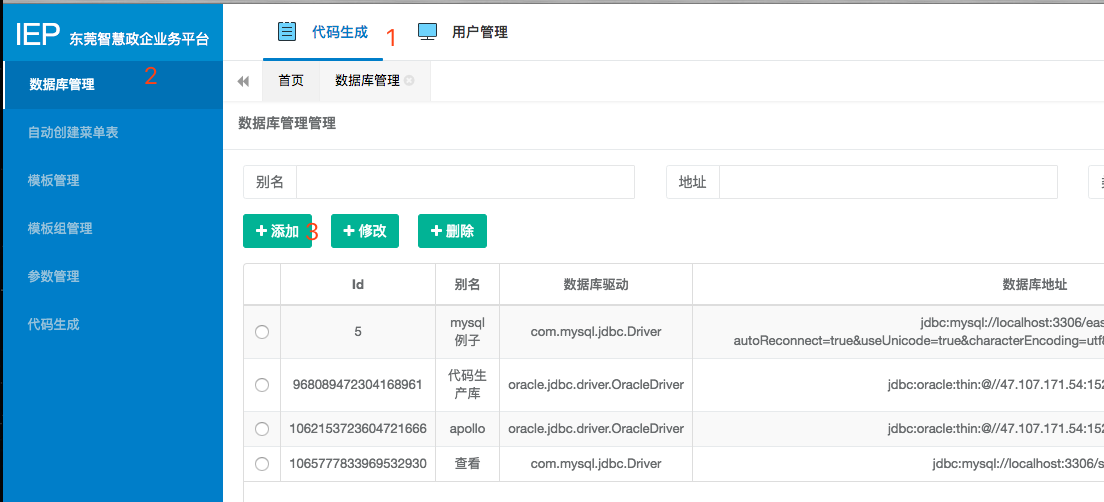 IEP 东莞智慧政企业务平台
代码生成 1 用户管理
数据库管理 2
自动创建菜单表
模板管理
模板组管理
参数管理
代码生成
首页 数据库管理
数据库管理管理
别名 地址
+ 添加 3 + 修改 + 删除
Id 别名 数据库驱动 数据库地址
5 mysql例子 com.mysql.jdbc.Driver jdbc:mysql://localhost:3306/eas
autoReconnect=true&useUnicode=true&characterEncoding=utf8
968089472304168961 代码生产库 oracle.jdbc.driver.OracleDriver jdbc:oracle:thin:@//47.107.171.54:152
1062153723604721666 apollo oracle.jdbc.driver.OracleDriver jdbc:oracle:thin:@//47.107.171.54:152
1065777833969532930 查看 com.mysql.jdbc.Driver jdbc:mysql://localhost:3306/s